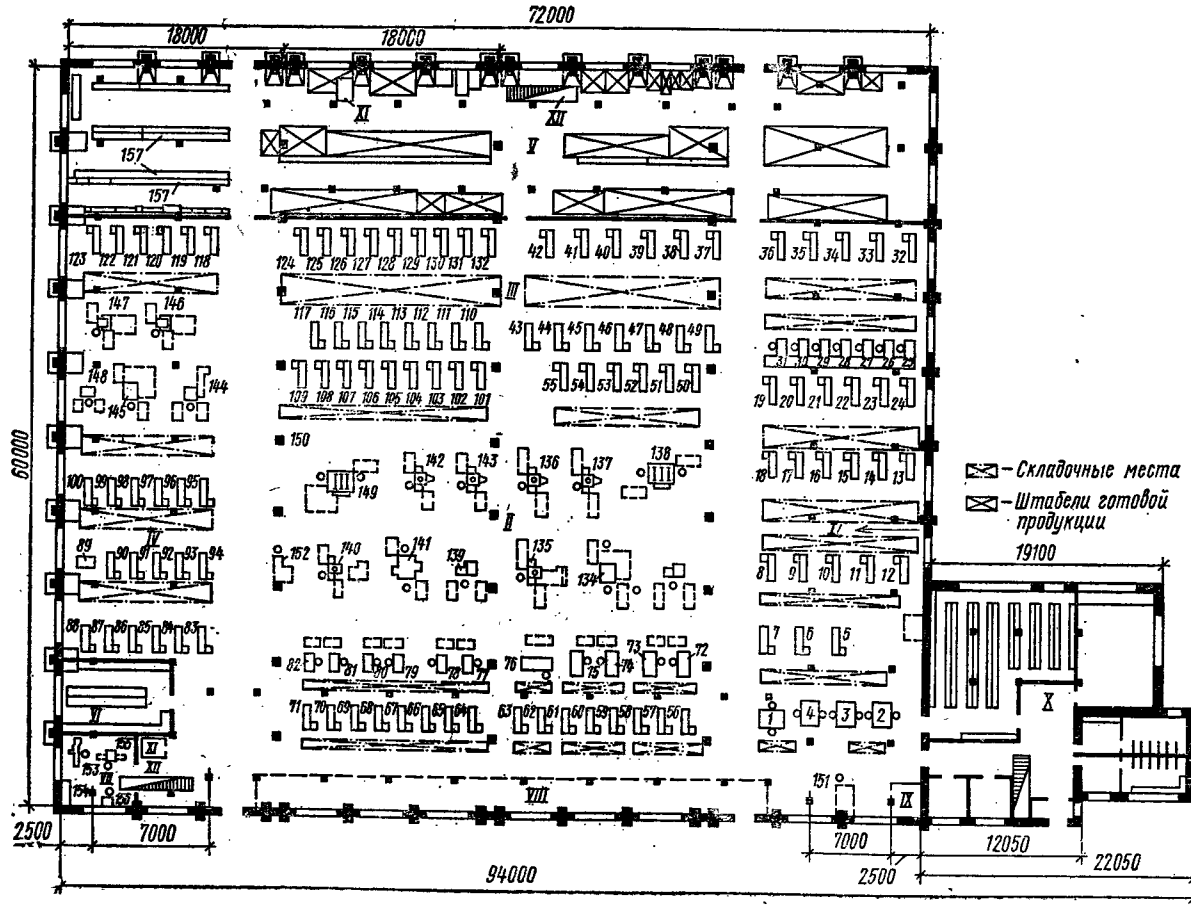 72000
18000 18000
XI XII
157 V
157
123 122 121 120 119 118 124 125 126 127 128 129 130 131 132 42 41 40 39 38 37 36 35 34 33 32
III
147 146 117 116 115 114 113 112 111 110 43 44 45 46 47 48 49
31 30 29 28 27 26 25
148 145 144 109 108 107 106 105 104 103 102 101 55 54 53 52 51 50 19 20 21 22 23 24
60000
150
142 143 136 137 138 18 17 16 15 14 13
149
100 99 98 97 96 95
Складочные места
Штабели готовой
продукции
IV II XI
19100
89 90 91 92 93 94 152 140 141 139 135 134 8 9 10 11 12
88 87 86 85 84 83 7 6 5
82 81 80 79 78 77 76 75 74 73 72
X
VI
71 70 69 68 67 66 65 64 63 62 61 60 59 58 57 56 1 4 3 2
XI
153 VII XII
154 VIII 151 IX
2500 7000 7000 12050
2500 22050
94000